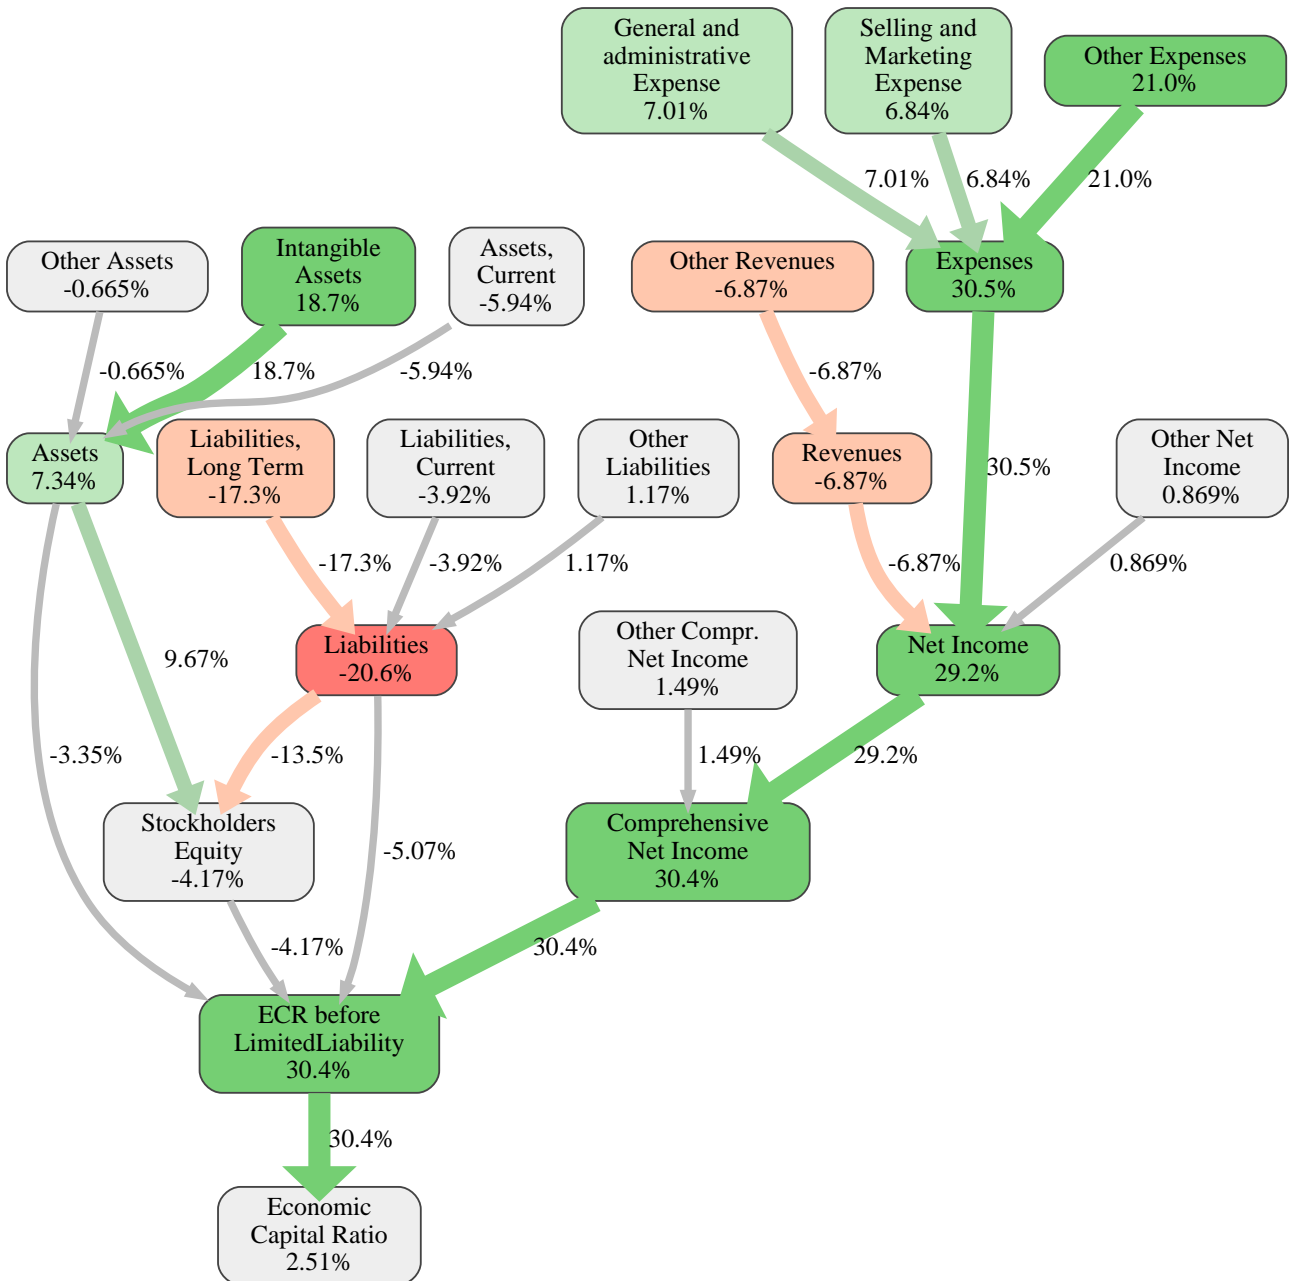 General and
administrative
Expense
7.01%
Selling and
Marketing
Expense
6.84%
Other Expenses
21.0%
7.01%
6.84%
21.0%
Other Assets
-0.665%
Intangible
Assets
18.7%
Assets,
Current
-5.94%
Other Revenues
-6.87%
Expenses
30.5%
-0.665%
18.7%
-5.94%
-6.87%
Assets
7.34%
Liabilities,
Long Term
-17.3%
Liabilities,
Current
-3.92%
Other
Liabilities
1.17%
Revenues
-6.87%
30.5%
Other Net
Income
0.869%
-17.3%
-3.92%
1.17%
-6.87%
0.869%
9.67%
Liabilities
-20.6%
Other Compr.
Net Income
1.49%
Net Income
29.2%
-3.35%
-13.5%
1.49%
29.2%
Stockholders
Equity
-4.17%
-5.07%
Comprehensive
Net Income
30.4%
-4.17%
30.4%
ECR before
LimitedLiability
30.4%
30.4%
Economic
Capital Ratio
2.51%